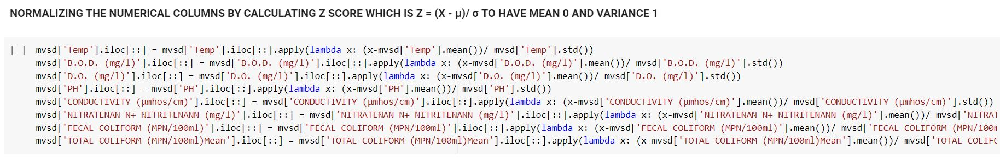 NORMALIZING THE NUMERICAL COLUMNS BY CALCULATING Z SCORE WHICH IS Z = (X - μ)/ σ TO HAVE MEAN 0 AND VARIANCE 1
[ ] mvsd['Temp'].iloc[::] = mvsd['Temp'].iloc[::].apply(lambda x: (x-mvsd['Temp'].mean())/ mvsd['Temp'].std())
mvsd['B.O.D. (mg/l)'].iloc[::] = mvsd['B.O.D. (mg/l)'].iloc[::].apply(lambda x: (x-mvsd['B.O.D. (mg/l)'].mean())/ mvsd['B.O.D. (mg/l)'].std())
mvsd['D.O. (mg/l)'].iloc[::] = mvsd['D.O. (mg/l)'].iloc[::].apply(lambda x: (x-mvsd['D.O. (mg/l)'].mean())/ mvsd['D.O. (mg/l)'].std())
mvsd['PH'].iloc[::] = mvsd['PH'].iloc[::].apply(lambda x: (x-mvsd['PH'].mean())/ mvsd['PH'].std())
mvsd['CONDUCTIVITY (µmhos/cm)'].iloc[::] = mvsd['CONDUCTIVITY (µmhos/cm)'].iloc[::].apply(lambda x: (x-mvsd['CONDUCTIVITY (µmhos/cm)'].mean())/ mvsd['CONDUCTIVITY (µmhos/cm)'].std())
mvsd['NITRATENAN N+ NITRITENANN (mg/l)'].iloc[::] = mvsd['NITRATENAN N+ NITRITENANN (mg/l)'].iloc[::].apply(lambda x: (x-mvsd['NITRATENAN N+ NITRITENANN (mg/l)'].mean())/ mvsd['NITRAT
mvsd['FECAL COLIFORM (MPN/100ml)'].iloc[::] = mvsd['FECAL COLIFORM (MPN/100ml)'].iloc[::].apply(lambda x: (x-mvsd['FECAL COLIFORM (MPN/100ml)'].mean())/ mvsd['FECAL COLIFORM (MPN/100m
mvsd['TOTAL COLIFORM (MPN/100ml)Mean'].iloc[::] = mvsd['TOTAL COLIFORM (MPN/100ml)Mean'].iloc[::].apply(lambda x: (x-mvsd['TOTAL COLIFORM (MPN/100ml)Mean'].mean())/ mvsd['TOTAL COLIF